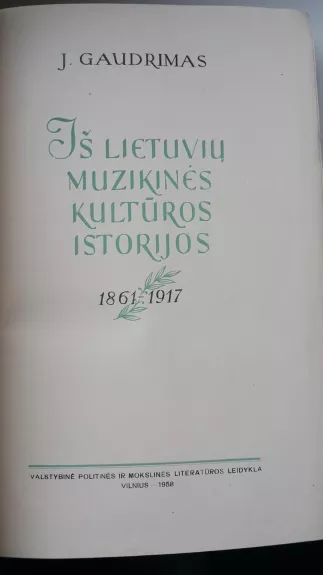 J. GAUDRIMAS
IŠ LIETUVIŲ
MUZIKINĖS
KULTŪROS
ISTORIJOS
1861-1917
VALSTYBINĖ POLITINĖS IR MOKSLINĖS LITERATŪROS LEIDYKLA
VILNIUS - 1958